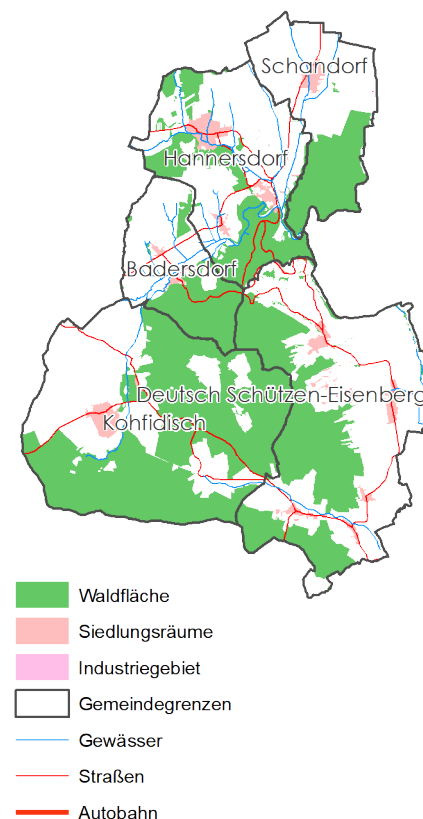 Schandorf
Hannersdorf
Badersdorf
Deutsch Schützen-Eisenberg
Kohfidisch
Waldfläche
Siedlungsräume
Industriegebiet
Gemeindegrenzen
Gewässer
Straßen
Autobahn